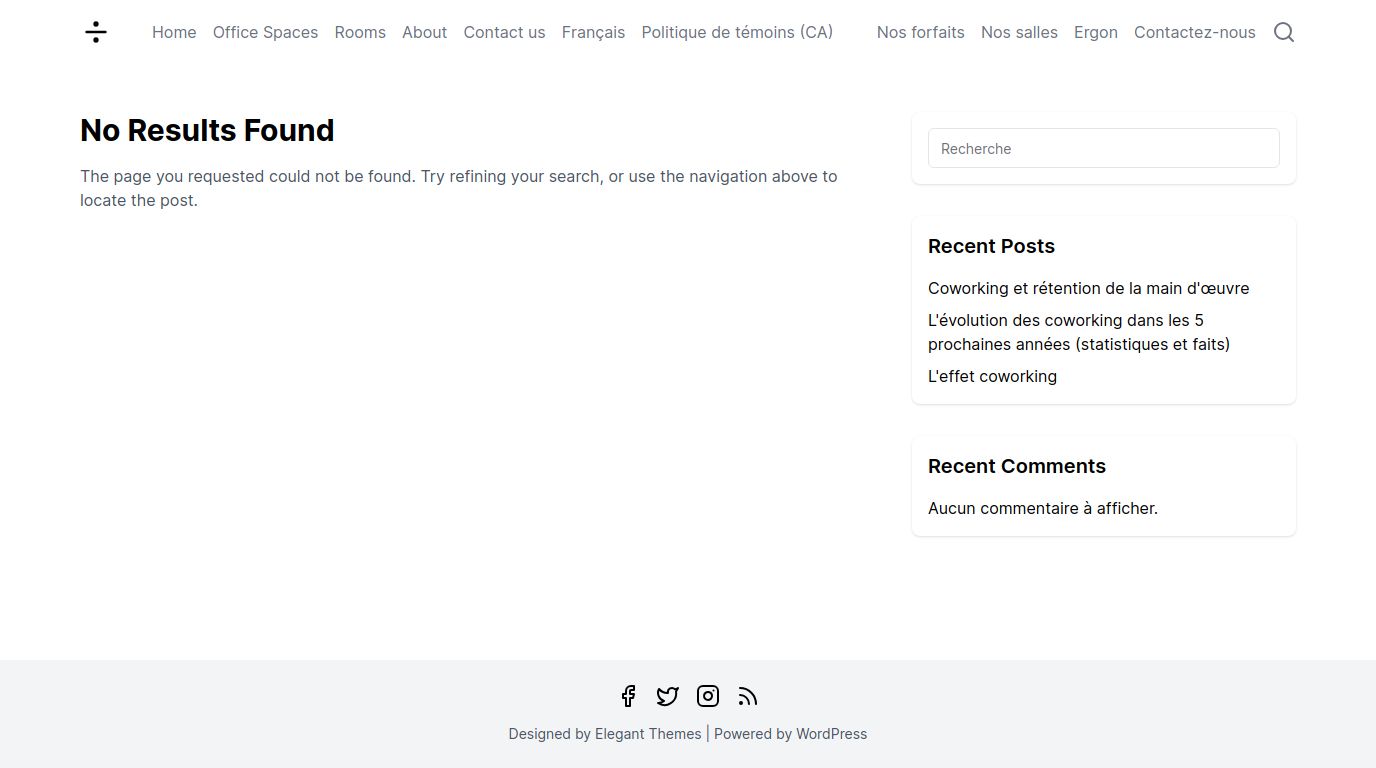 Home Office Spaces Rooms About Contact us Français Politique de témoins (CA) Nos forfaits Nos salles Ergon Contactez-nous
No Results Found
The page you requested could not be found. Try refining your search, or use the navigation above to
locate the post.
Recherche
Recent Posts
Coworking et rétention de la main d'œuvre
L'évolution des coworking dans les 5
prochaines années (statistiques et faits)
L'effet coworking
Recent Comments
Aucun commentaire à afficher.
Designed by Elegant Themes | Powered by WordPress